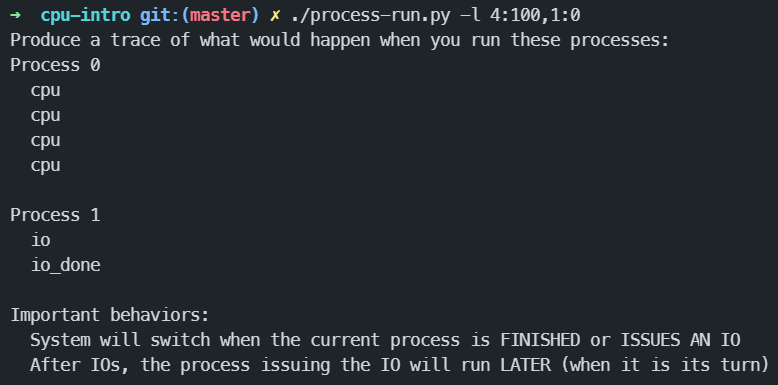 ➜ cpu-intro git:(master) ✗ ./process-run.py -l 4:100,1:0
Produce a trace of what would happen when you run these processes:
Process 0
  cpu
  cpu
  cpu
  cpu

Process 1
  io
  io_done

Important behaviors:
  System will switch when the current process is FINISHED or ISSUES AN IO
  After IOs, the process issuing the IO will run LATER (when it is its turn)